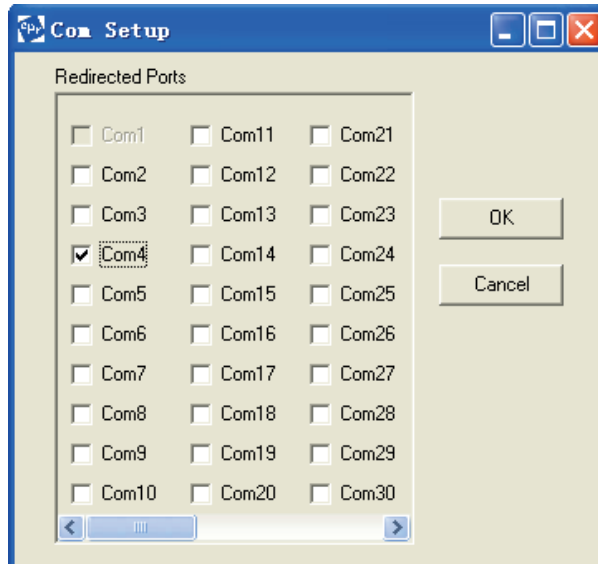 Com Setup
Redirected Ports
Com1 Com11 Com21
Com2 Com12 Com22
Com3 Com13 Com23
Com4 Com14 Com24
Com5 Com15 Com25
Com6 Com16 Com26
Com7 Com17 Com27
Com8 Com18 Com28
Com9 Com19 Com29
Com10 Com20 Com30
OK
Cancel